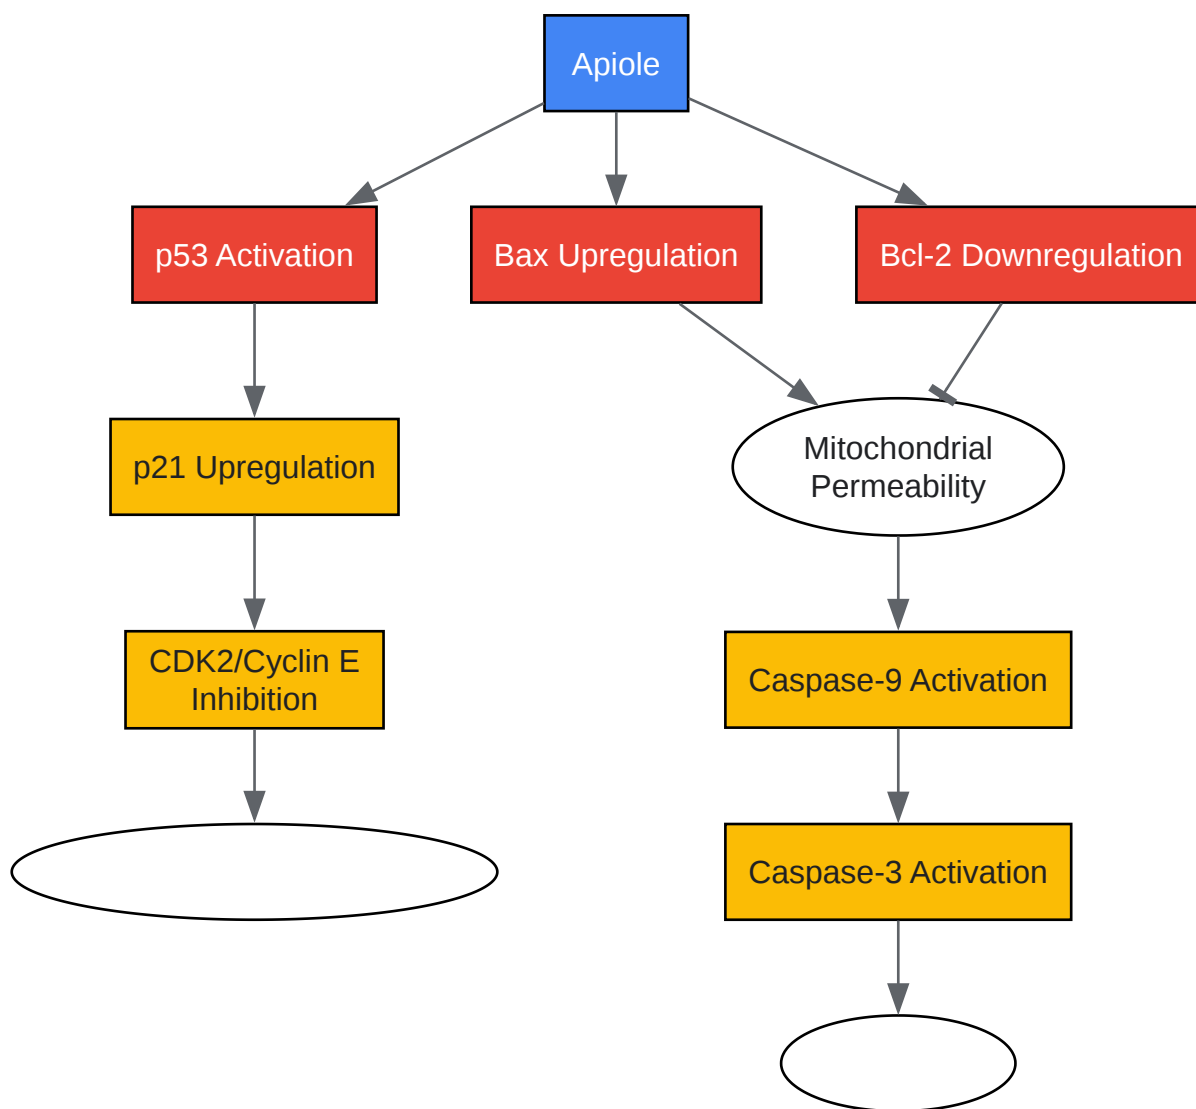 Apiole
p53 Activation
Bax Upregulation
Bcl-2 Downregulation
p21 Upregulation
Mitochondrial
Permeability
CDK2/Cyclin E
Inhibition
Caspase-9 Activation
Caspase-3 Activation